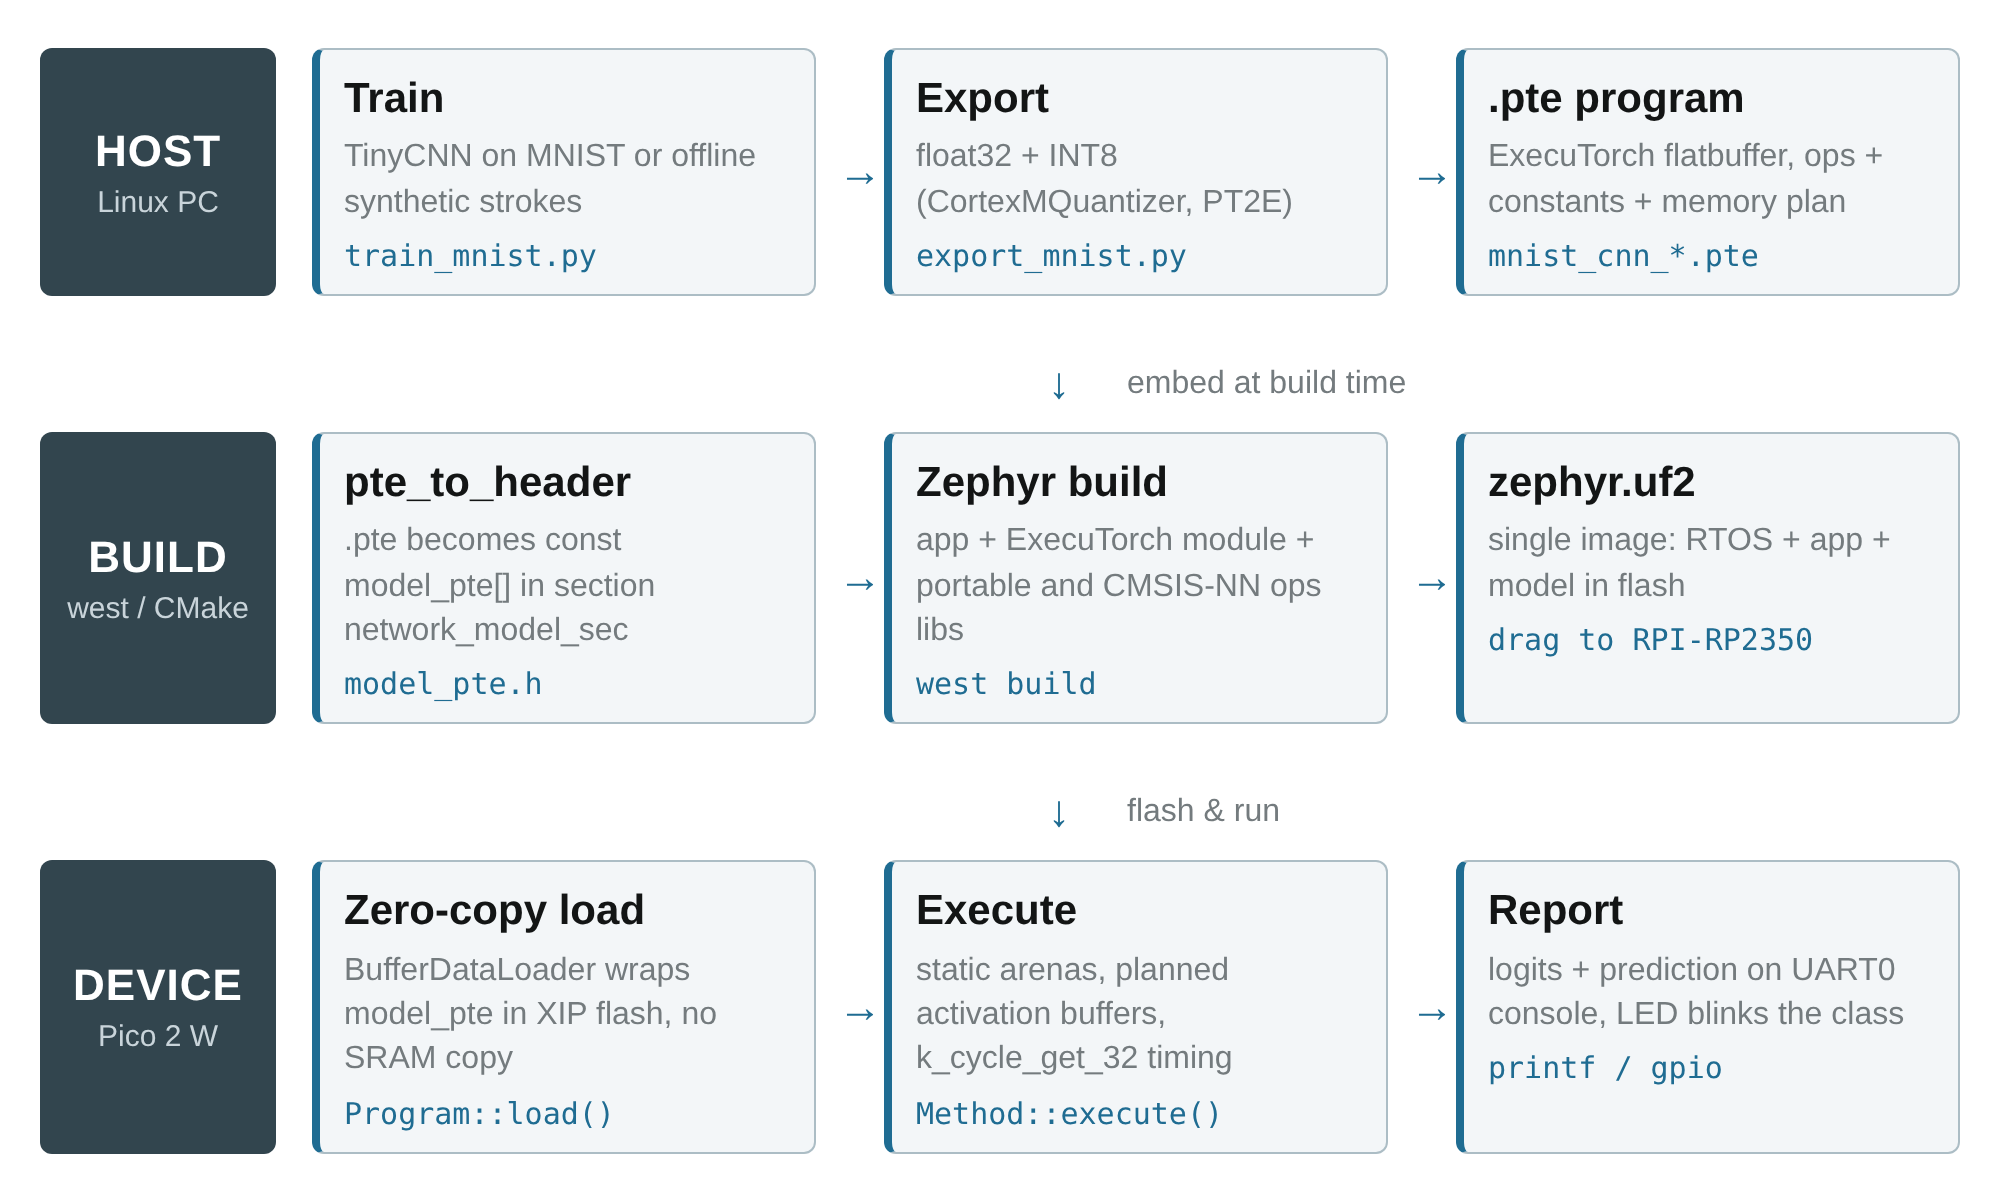 HOST
Linux PC
Train
TinyCNN on MNIST or offline
synthetic strokes
train_mnist.py
→
Export
float32 + INT8
(CortexMQuantizer, PT2E)
export_mnist.py
→
.pte program
ExecuTorch flatbuffer, ops +
constants + memory plan
mnist_cnn_*.pte
↓ embed at build time
BUILD
west / CMake
pte_to_header
.pte becomes const
model_pte[] in section
network_model_sec
model_pte.h
→
Zephyr build
app + ExecuTorch module +
portable and CMSIS-NN ops
libs
west build
→
zephyr.uf2
single image: RTOS + app +
model in flash
drag to RPI-RP2350
↓ flash & run
DEVICE
Pico 2 W
Zero-copy load
BufferDataLoader wraps
model_pte in XIP flash, no
SRAM copy
Program::load()
→
Execute
static arenas, planned
activation buffers,
k_cycle_get_32 timing
Method::execute()
→
Report
logits + prediction on UART0
console, LED blinks the class
printf / gpio